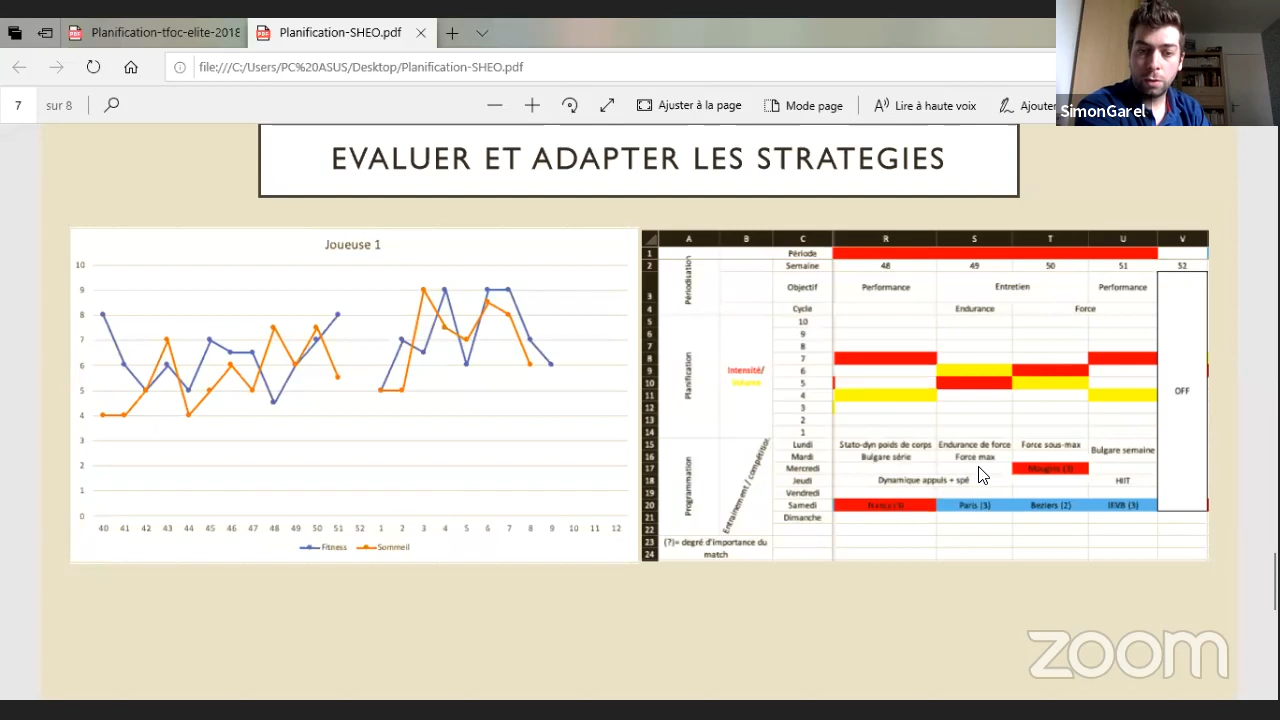 Planification-tfoc-elite-2018
Planification-SHEO.pdf
file:///C:/Users/PC%20ASUS/Desktop/Planification-SHEO.pdf
7 sur 8
Ajuster à la page
Mode page
Lire à haute voix
Ajouter
SimonGarel
EVALUER ET ADAPTER LES STRATEGIES
Joueuse 1
10
9
8
7
6
5
4
3
2
1
0
40 41 42 43 44 45 46 47 48 49 50 51 52 1 2 3 4 5 6 7 8 9 10 11 12
Fitness Sommeil
A B C R S T U V
1 Période
2 Semaine 48 49 50 51 52
Périodisation
3 Objectif Performance Entretien Performance
4 Cycle Endurance Force
5 10
6 9
7 8
8 7
9 6
10 5
11 4
12 3
13 2
14 1
Planification
Intensité/
Volume
OFF
15 Lundi Stato-dyn poids de corps Endurance de force Force sous-max
16 Mardi Bulgare série Force max
Bulgare semaine
17 Mercredi Mougins (3)
18 Jeudi Dynamique appuis + spé HIIT
19 Vendredi
20 Samedi Paris (3) Beziers (2) IEVB (3)
21 Dimanche
Programmation
Entrainement / compétition
22
23 (?)= degré d'importance du
24 match
zoom